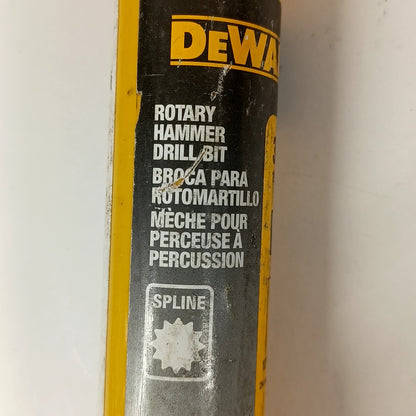 DEWA
ROTARY
HAMMER
DRILL BIT
BROCA PARA
ROTOMARTILLO
MÈCHE POUR
PERCEUSE À
PERCUSSION
SPLINE